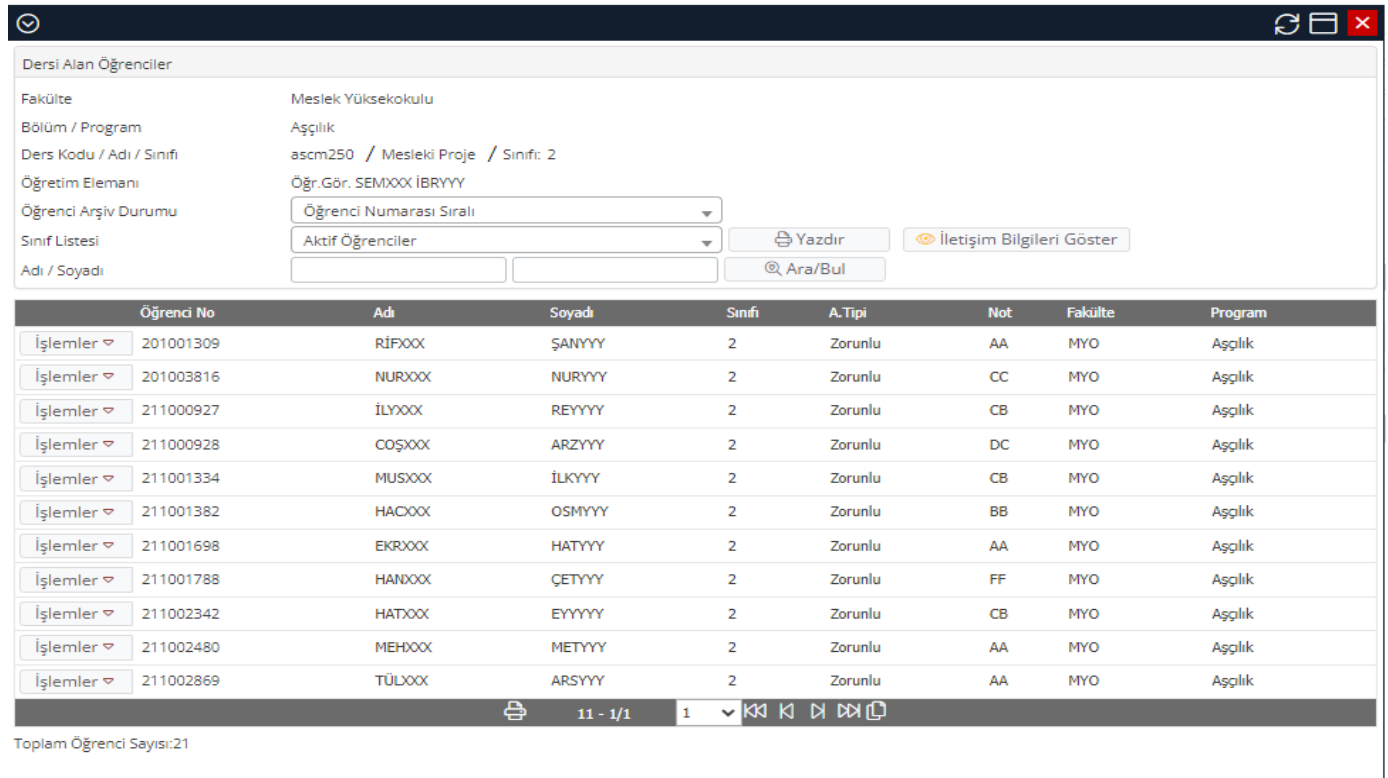 Dersi Alan Öğrenciler
Fakülte Meslek Yüksekokulu
Bölüm / Program Aşçılık
Ders Kodu / Adı / Sınıfı ascm250 / Mesleki Proje / Sınıfı: 2
Öğretim Elemanı Öğr.Gör. SEMXXX İBRYYY
Öğrenci Arşiv Durumu Öğrenci Numarası Sıralı
Sınıf Listesi Aktif Öğrenciler Yazdır İletişim Bilgileri Göster
Adı / Soyadı Ara/Bul
Öğrenci No Adı Soyadı Sınıfı A.Tipi Not Fakülte Program
İşlemler 201001309 RİFXXX ŞANYYY 2 Zorunlu AA MYO Aşçılık
İşlemler 201003816 NURXXX NURYYY 2 Zorunlu CC MYO Aşçılık
İşlemler 211000927 İLYXXX REYYYY 2 Zorunlu CB MYO Aşçılık
İşlemler 211000928 COŞXXX ARZYYY 2 Zorunlu DC MYO Aşçılık
İşlemler 211001334 MUSXXX İLKYYY 2 Zorunlu CB MYO Aşçılık
İşlemler 211001382 HACXXX OSMYYY 2 Zorunlu BB MYO Aşçılık
İşlemler 211001698 EKRXXX HATYYY 2 Zorunlu AA MYO Aşçılık
İşlemler 211001788 HANXXX ÇETYYY 2 Zorunlu FF MYO Aşçılık
İşlemler 211002342 HATXXX EYYYYY 2 Zorunlu CB MYO Aşçılık
İşlemler 211002480 MEHXXX METYYY 2 Zorunlu AA MYO Aşçılık
İşlemler 211002869 TÜLXXX ARSYYY 2 Zorunlu AA MYO Aşçılık
11 - 1/1 1
Toplam Öğrenci Sayısı:21